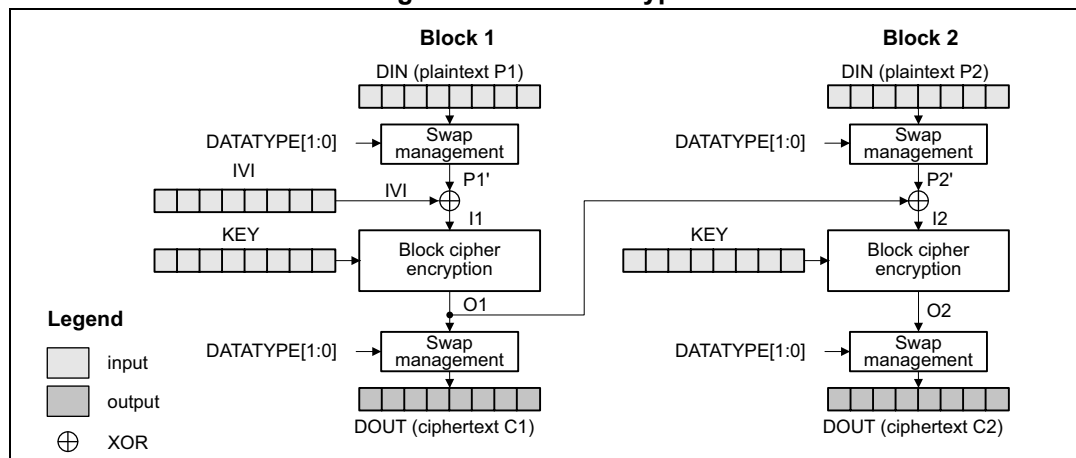 Block 1
Block 2
DIN (plaintext P1)
DIN (plaintext P2)
DATATYPE[1:0]
Swap
management
DATATYPE[1:0]
Swap
management
IVI
IVI
P1'
P2'
I1
I2
KEY
Block cipher
encryption
KEY
Block cipher
encryption
O1
O2
Legend
input
output
XOR
DATATYPE[1:0]
Swap
management
DATATYPE[1:0]
Swap
management
DOUT (ciphertext C1)
DOUT (ciphertext C2)